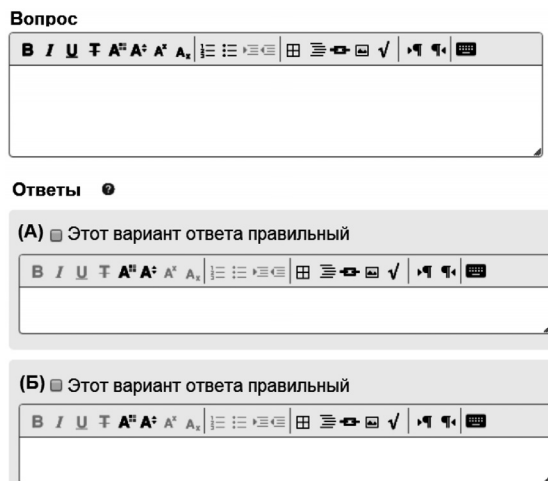 Вопрос
B I U T A A A A x
Ответы ?
(А) Этот вариант ответа правильный
B I U T A A A A x
(Б) Этот вариант ответа правильный
B I U T A A A A x